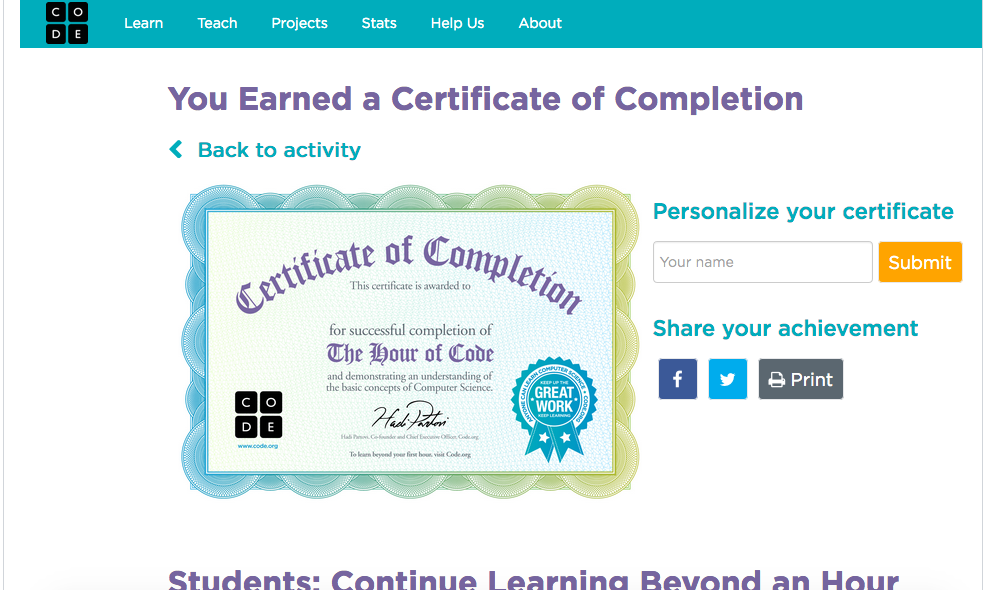 C O
D E
Learn Teach Projects Stats Help Us About
You Earned a Certificate of Completion
Back to activity
Certificate of Completion
This certificate is awarded to
for successful completion of
The Hour of Code
and demonstrating an understanding of
the basic concepts of Computer Science.
C O
D E
www.code.org
Hadi Partovi
Hadi Partovi, Co-founder and Chief Executive Officer, Code.org
To learn beyond your first hour, visit Code.org
ANYONE CAN LEARN COMPUTER SCIENCE
KEEP UP THE
GREAT
WORK
KEEP LEARNING
Personalize your certificate
Your name
Submit
Share your achievement
f
Print
Students: Continue Learning Beyond an Hour